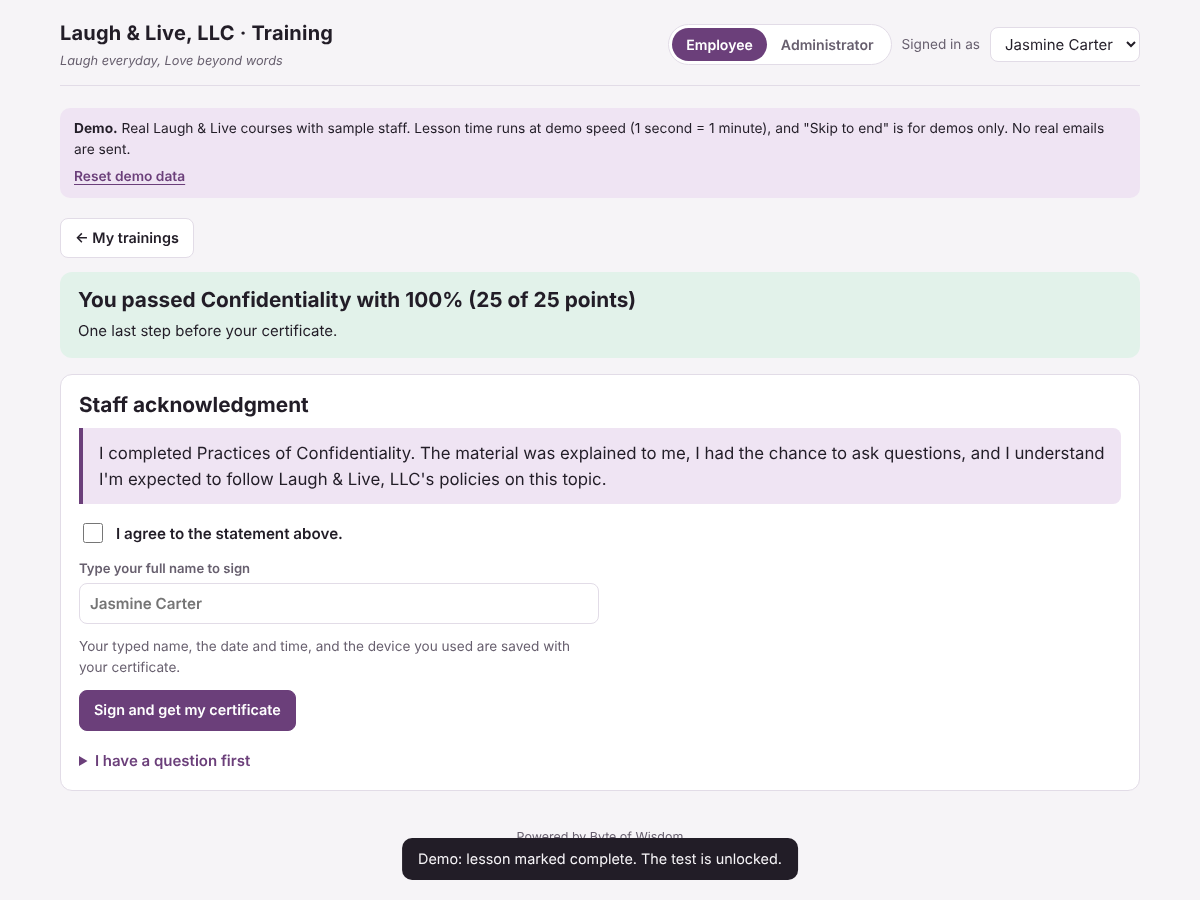 Laugh & Live, LLC · Training
Laugh everyday, Love beyond words
Employee
Administrator
Signed in as
Jasmine Carter
Demo. Real Laugh & Live courses with sample staff. Lesson time runs at demo speed (1 second = 1 minute), and "Skip to end" is for demos only. No real emails
are sent.
Reset demo data
← My trainings
You passed Confidentiality with 100% (25 of 25 points)
One last step before your certificate.
Staff acknowledgment
I completed Practices of Confidentiality. The material was explained to me, I had the chance to ask questions, and I understand
I'm expected to follow Laugh & Live, LLC's policies on this topic.
I agree to the statement above.
Type your full name to sign
Jasmine Carter
Your typed name, the date and time, and the device you used are saved with
your certificate.
Sign and get my certificate
I have a question first
Powered by Byte of Wisdom
Demo: lesson marked complete. The test is unlocked.